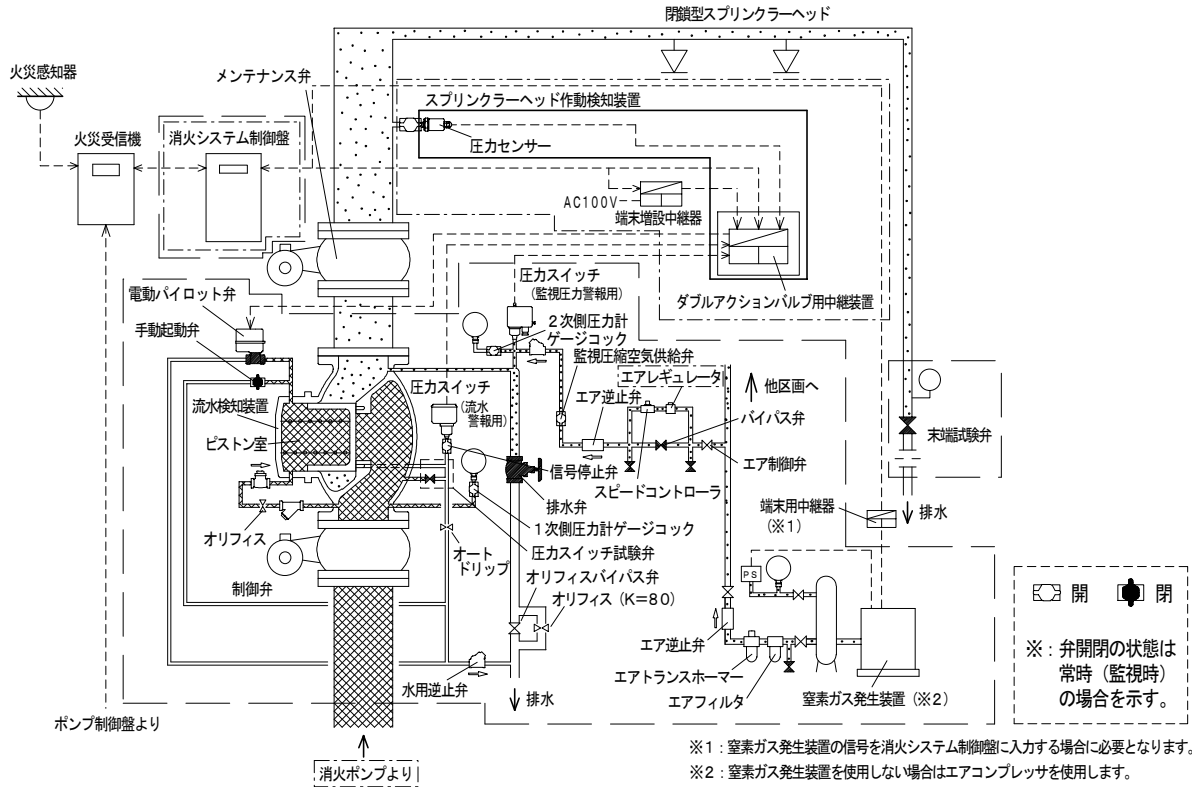 閉鎖型スプリンクラーヘッド
火災感知器
メンテナンス弁
スプリンクラーヘッド作動検知装置
火災受信機
消火システム制御盤
圧力センサー
AC100V
端末増設中継器
ダブルアクションバルブ用中継装置
電動パイロット弁
手動起動弁
圧力スイッチ
(監視圧力警報用)
2次側圧力計
ゲージコック
監視圧縮空気供給弁
エアレギュレータ
他区画へ
圧力スイッチ
(流水
警報用)
エア逆止弁
バイパス弁
流水検知装置
ピストン室
末端試験弁
エア制御弁
信号停止弁
スピードコントローラ
排水弁
端末用中継器
(※1)
排水
1次側圧力計ゲージコック
オリフィス
オート
ドリップ
圧力スイッチ試験弁
制御弁
オリフィスバイパス弁
オリフィス (K=80)
PS
開
閉
エア逆止弁
エアトランスホーマー
エアフィルタ
水用逆止弁
排水
窒素ガス発生装置 (※2)
※:弁開閉の状態は
常時(監視時)
の場合を示す。
ポンプ制御盤より
消火ポンプより
※1:窒素ガス発生装置の信号を消火システム制御盤に入力する場合に必要となります。
※2:窒素ガス発生装置を使用しない場合はエアコンプレッサを使用します。